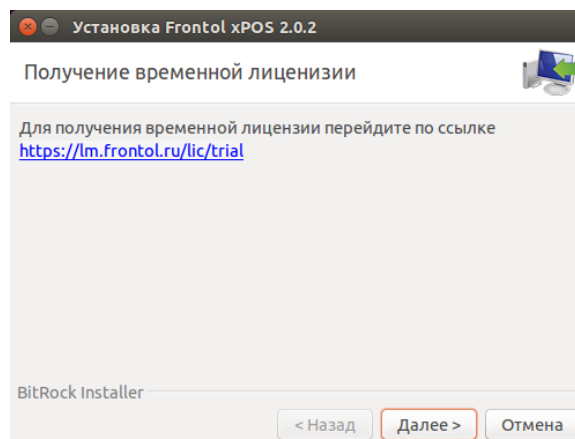 Установка Frontol xPOS 2.0.2
Получение временной лиценизии
Для получения временной лицензии перейдите по ссылке
https://lm.frontol.ru/lic/trial
BitRock Installer
< Назад Далее > Отмена